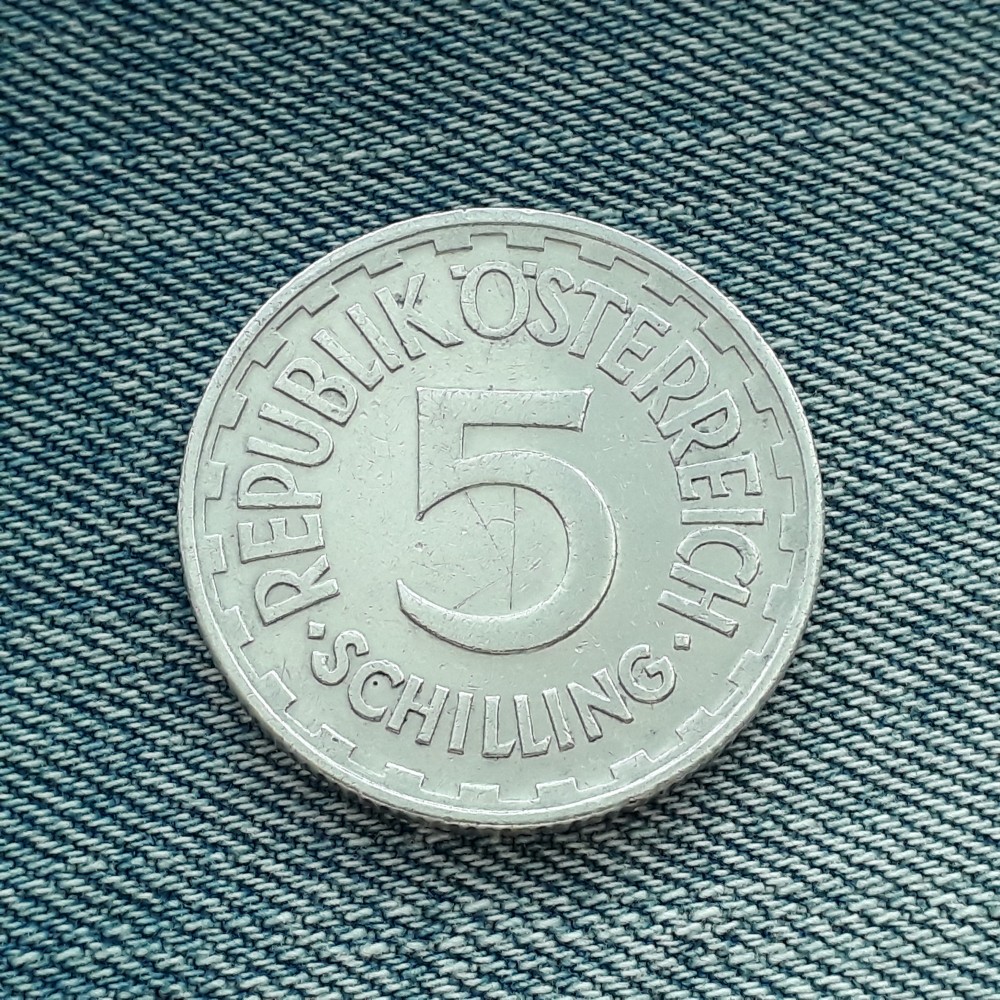 REPUBLIK ÖSTERREICH
5
· SCHILLING ·